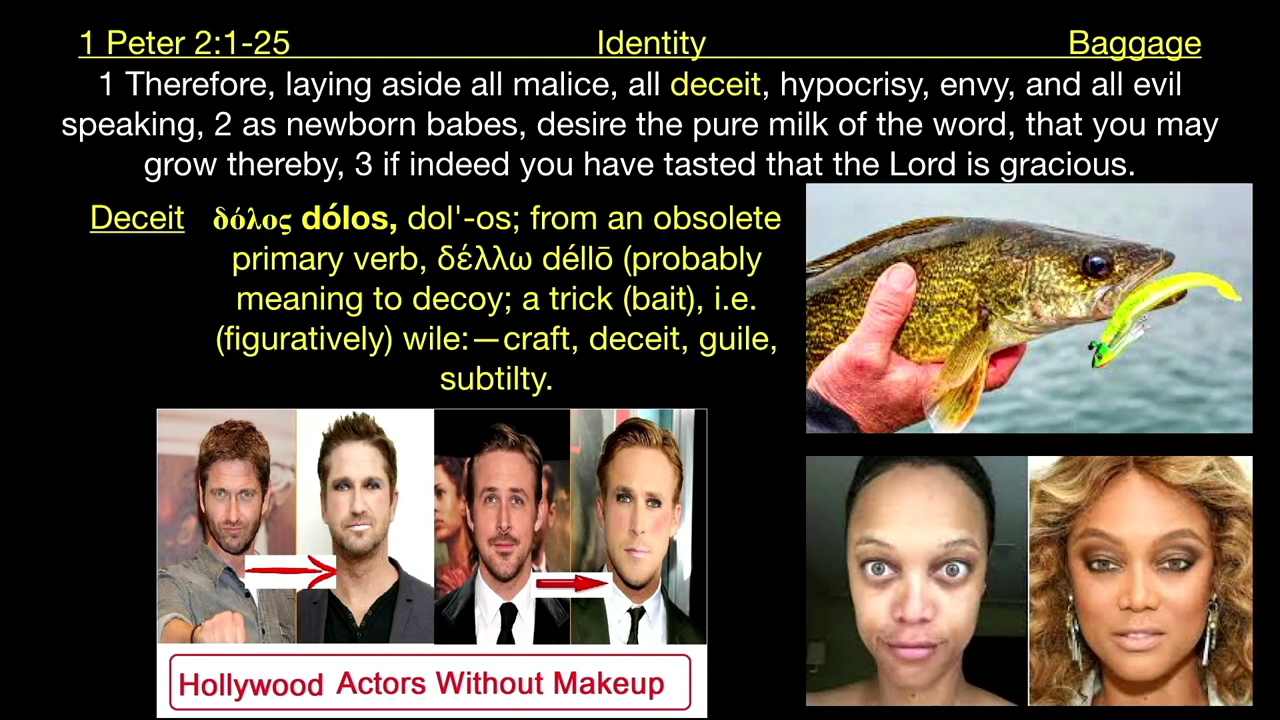 1 Peter 2:1-25 Identity Baggage
1 Therefore, laying aside all malice, all deceit, hypocrisy, envy, and all evil
speaking, 2 as newborn babes, desire the pure milk of the word, that you may
grow thereby, 3 if indeed you have tasted that the Lord is gracious.
Deceit δόλος dólos, dol'-os; from an obsolete
primary verb, δέλλω déllō (probably
meaning to decoy; a trick (bait), i.e.
(figuratively) wile:—craft, deceit, guile,
subtilty.
Hollywood Actors Without Makeup